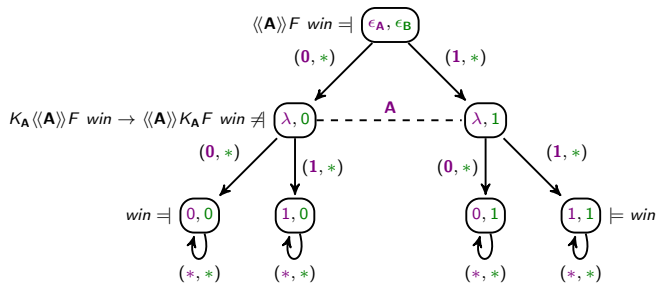 ⟨⟨A⟩⟩F win ⫤ ϵA, ϵB
(0, ∗) (1, ∗)
KA⟨⟨A⟩⟩F win → ⟨⟨A⟩⟩KAF win ⫤̸ λ, 0 A λ, 1
(0, ∗) (1, ∗) (0, ∗) (1, ∗)
win ⫤ 0, 0 1, 0 0, 1 1, 1 ⊨ win
(∗, ∗) (∗, ∗) (∗, ∗) (∗, ∗)